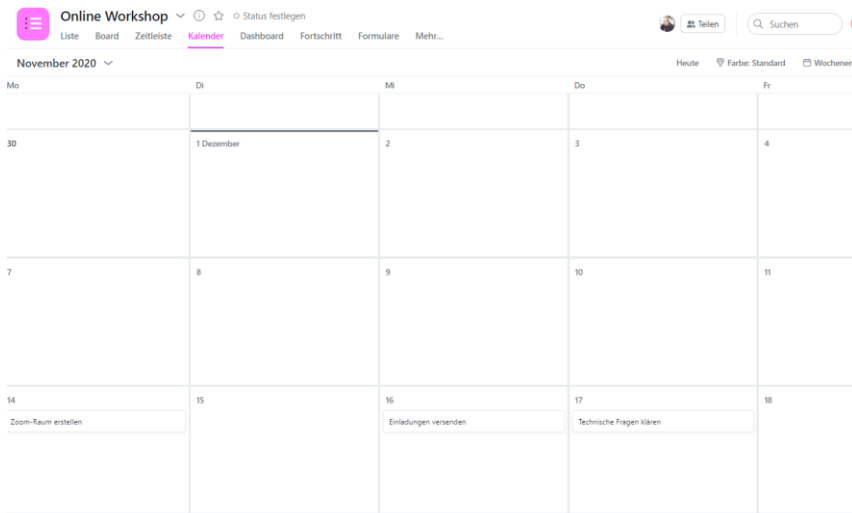 Online Workshop
Status festlegen
Liste Board Zeitleiste Kalender Dashboard Fortschritt Formulare Mehr...
Teilen
Suchen
November 2020
Heute Farbe: Standard Wochenen
Mo Di Mi Do Fr
30 1 Dezember 2 3 4
7 8 9 10 11
14 15 16 17 18
Zoom-Raum erstellen Einladungen versenden Technische Fragen klären